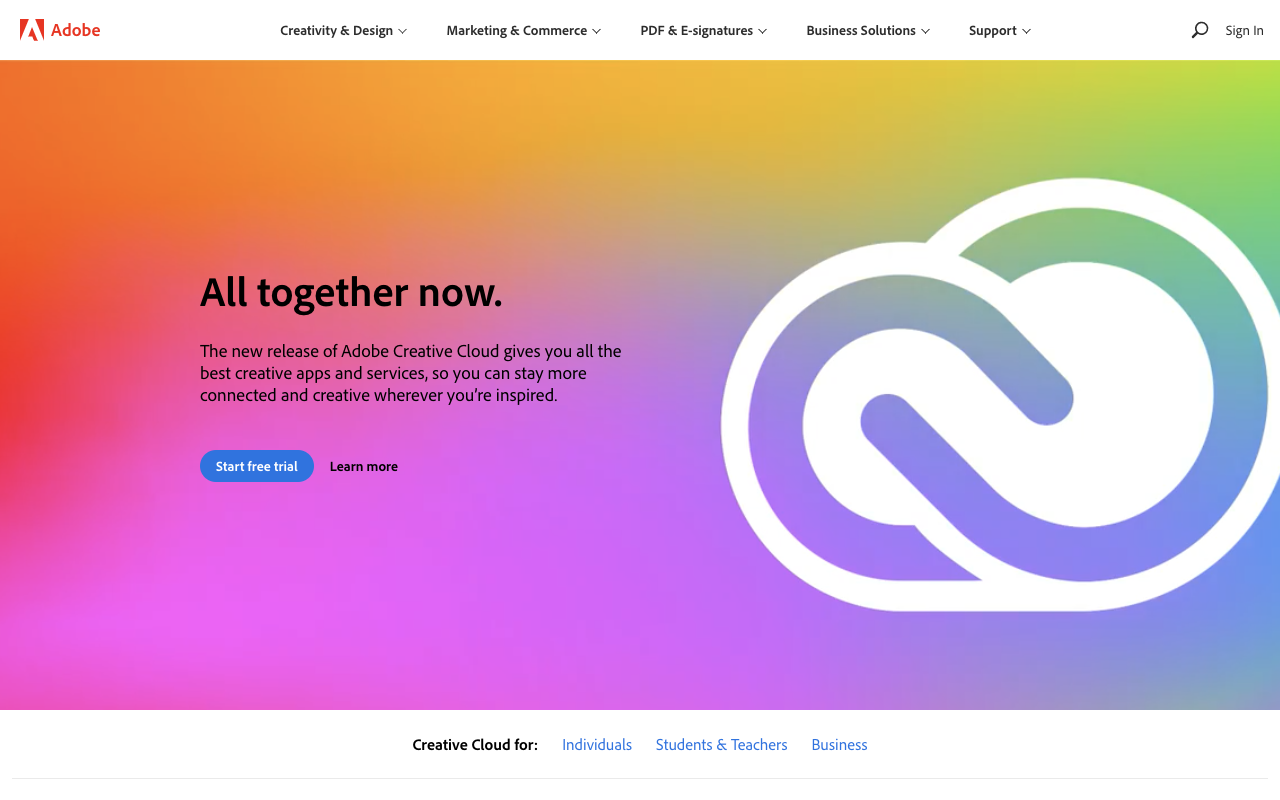 Adobe
Creativity & Design
Marketing & Commerce
PDF & E-signatures
Business Solutions
Support
Sign In
All together now.
The new release of Adobe Creative Cloud gives you all the
best creative apps and services, so you can stay more
connected and creative wherever you’re inspired.
Start free trial
Learn more
Creative Cloud for:
Individuals
Students & Teachers
Business